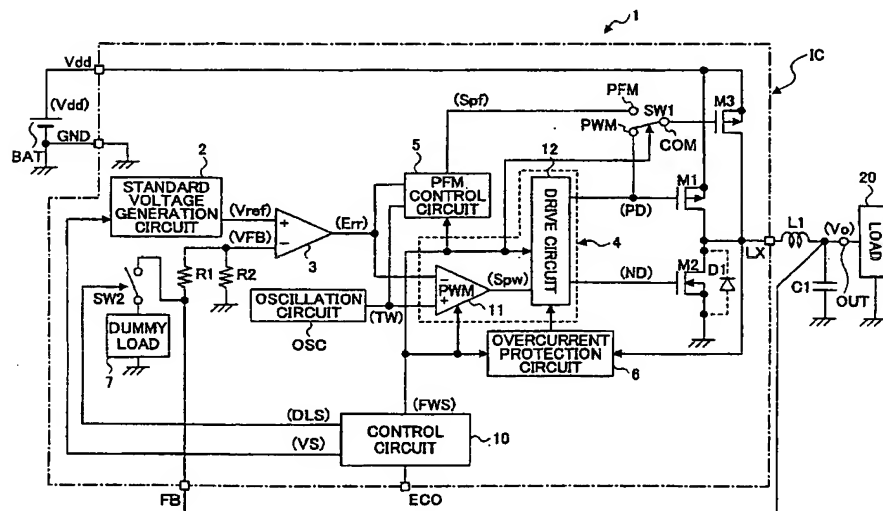 1
IC
Vdd
(Vdd)
GND
BAT
2
STANDARD
VOLTAGE
GENERATION
CIRCUIT
(Vref)
(VFB)
+
−
3
(Err)
R1
R2
SW2
DUMMY
LOAD
7
5
PFM
CONTROL
CIRCUIT
(Spf)
PFM
PWM
SW1
COM
M3
12
DRIVE CIRCUIT
(PD)
M1
4
(ND)
M2
D1
LX
L1
(Vo)
OUT
C1
20
LOAD
−
+
PWM
11
(Spw)
OSCILLATION
CIRCUIT
OSC
(TW)
OVERCURRENT
PROTECTION
CIRCUIT
6
(FWS)
(DLS)
(VS)
CONTROL
CIRCUIT
10
FB
ECO